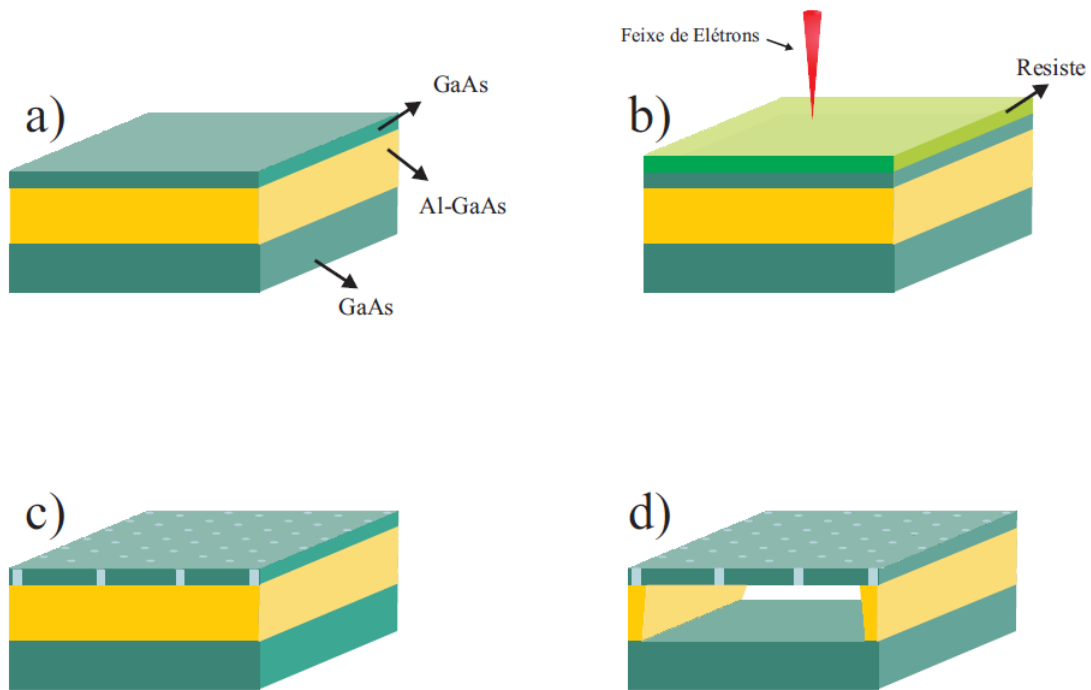 a)
GaAs
Al-GaAs
GaAs
b)
Feixe de Elétrons
Resiste
c)
d)